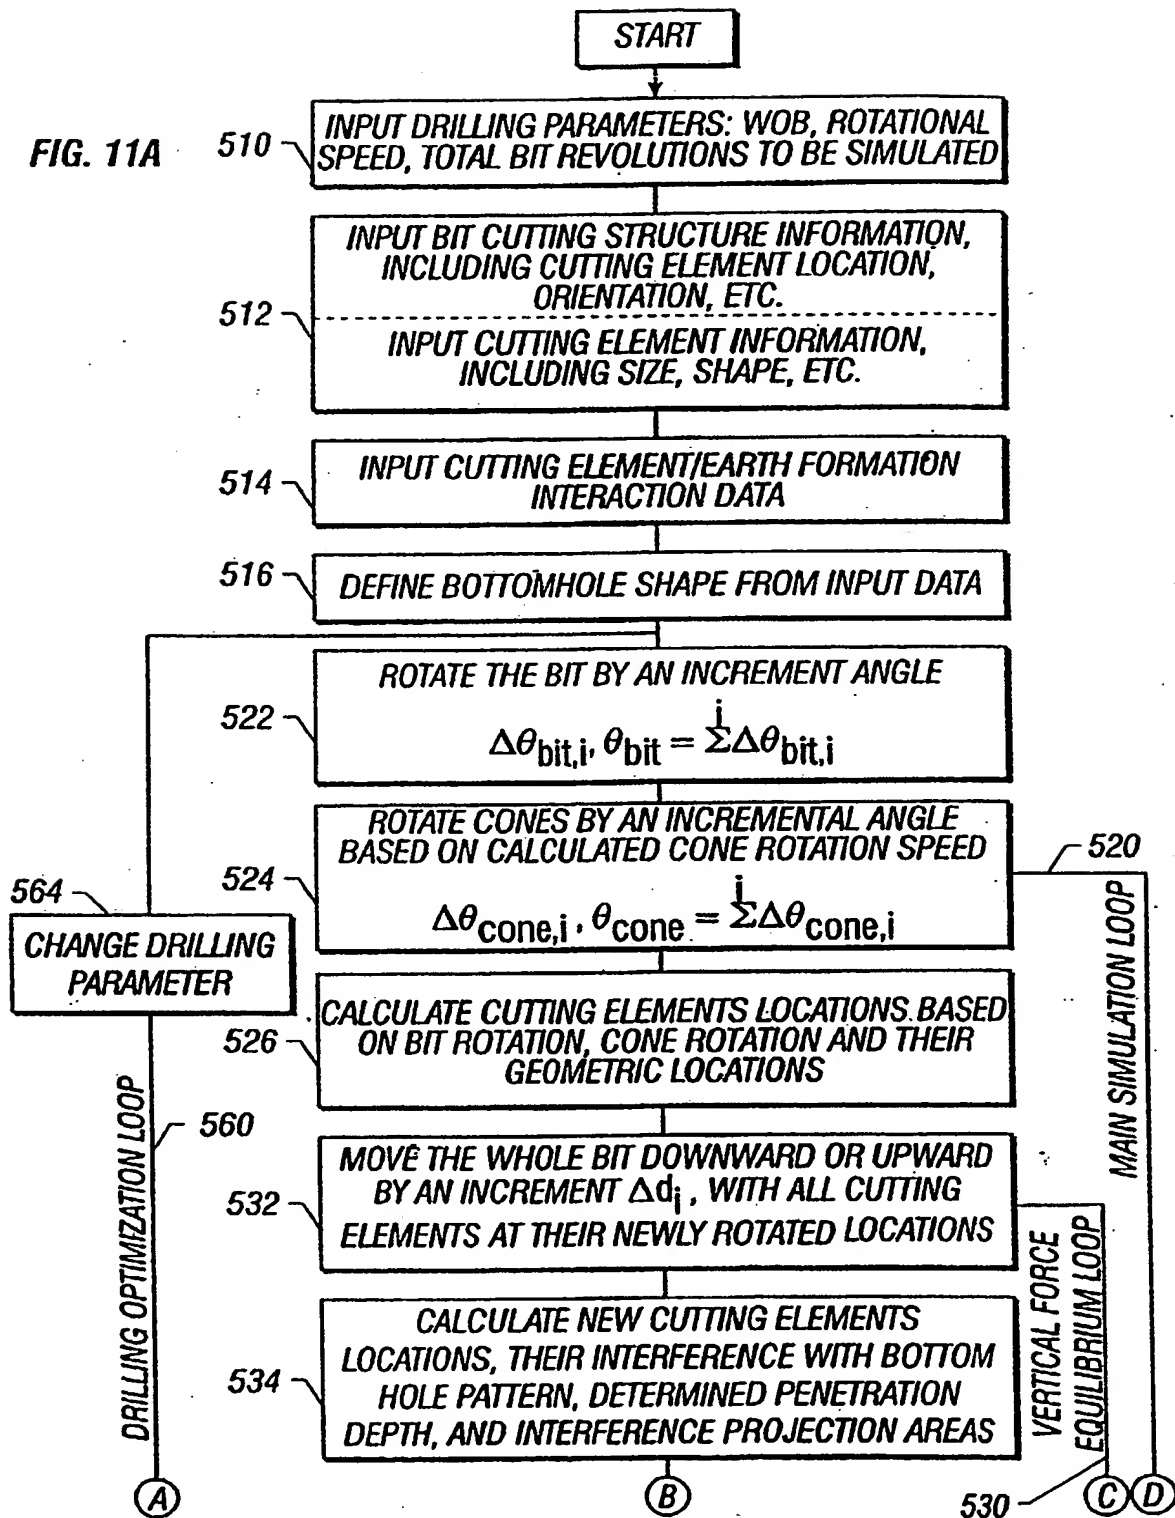 START
FIG. 11A
510
INPUT DRILLING PARAMETERS: WOB, ROTATIONAL
SPEED, TOTAL BIT REVOLUTIONS TO BE SIMULATED
512
INPUT BIT CUTTING STRUCTURE INFORMATION,
INCLUDING CUTTING ELEMENT LOCATION,
ORIENTATION, ETC.
INPUT CUTTING ELEMENT INFORMATION,
INCLUDING SIZE, SHAPE, ETC.
514
INPUT CUTTING ELEMENT/EARTH FORMATION
INTERACTION DATA
516
DEFINE BOTTOMHOLE SHAPE FROM INPUT DATA
522
ROTATE THE BIT BY AN INCREMENT ANGLE
Δθbit,i, θbit = Σ^i Δθbit,i
524
ROTATE CONES BY AN INCREMENTAL ANGLE
BASED ON CALCULATED CONE ROTATION SPEED
Δθcone,i, θcone = Σ^i Δθcone,i
520
MAIN SIMULATION LOOP
564
CHANGE DRILLING
PARAMETER
526
CALCULATE CUTTING ELEMENTS LOCATIONS BASED
ON BIT ROTATION, CONE ROTATION AND THEIR
GEOMETRIC LOCATIONS
560
DRILLING OPTIMIZATION LOOP
532
MOVE THE WHOLE BIT DOWNWARD OR UPWARD
BY AN INCREMENT Δdi, WITH ALL CUTTING
ELEMENTS AT THEIR NEWLY ROTATED LOCATIONS
VERTICAL FORCE
EQUILIBRIUM LOOP
534
CALCULATE NEW CUTTING ELEMENTS
LOCATIONS, THEIR INTERFERENCE WITH BOTTOM
HOLE PATTERN, DETERMINED PENETRATION
DEPTH, AND INTERFERENCE PROJECTION AREAS
530
A
B
C
D